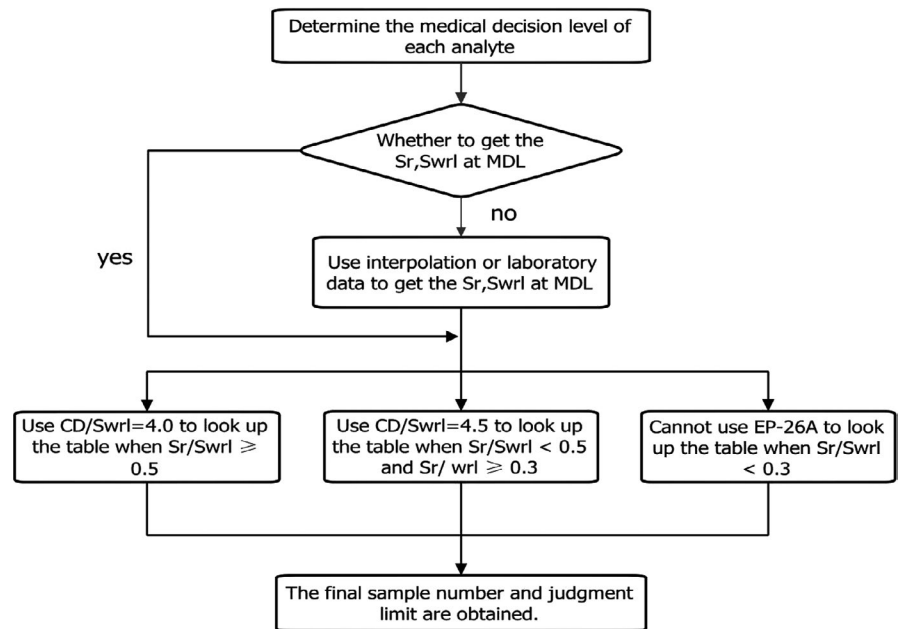 Determine the medical decision level of
each analyte
Whether to get the
Sr,Swrl at MDL
no
yes
Use interpolation or laboratory
data to get the Sr,Swrl at MDL
Use CD/Swrl=4.0 to look up
the table when Sr/Swrl ≥
0.5
Use CD/Swrl=4.5 to look up
the table when Sr/Swrl < 0.5
and Sr/ wrl ≥ 0.3
Cannot use EP-26A to look
up the table when Sr/Swrl
< 0.3
The final sample number and judgment
limit are obtained.